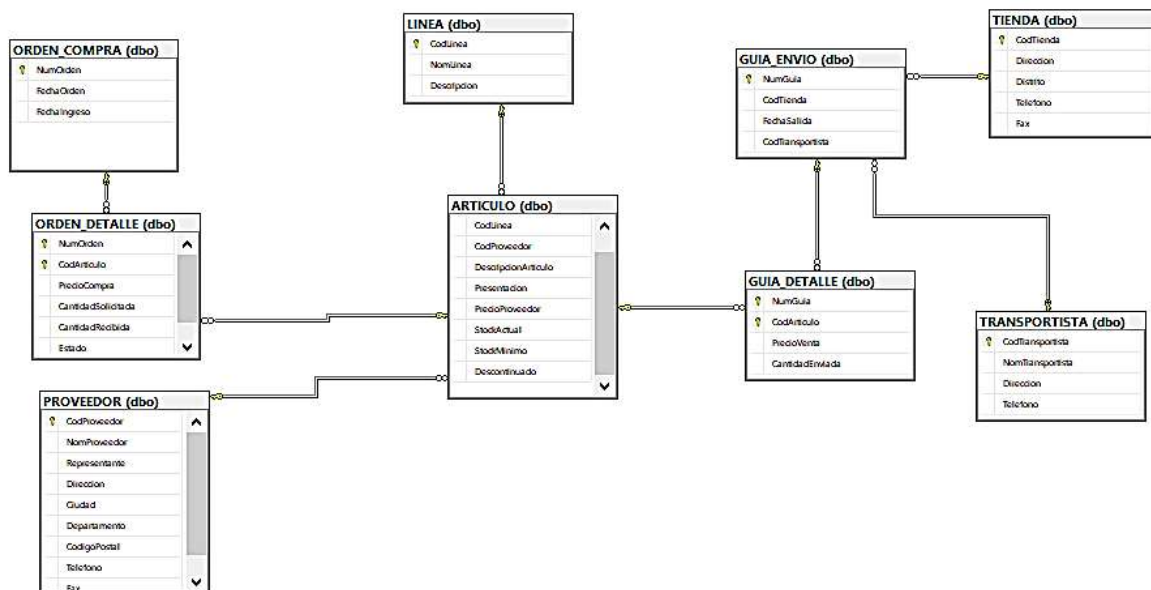 ORDEN_COMPRA (dbo)
NumOrden
FechaOrden
FechaIngreso
LINEA (dbo)
CodLinea
NomLinea
Descripcion
GUIA_ENVIO (dbo)
NumGuia
CodTienda
FechaSalida
CodTransportista
TIENDA (dbo)
CodTienda
Direccion
Distrito
Telefono
Fax
ORDEN_DETALLE (dbo)
NumOrden
CodArticulo
PrecioCompra
CantidadSolicitada
CantidadRecibida
Estado
ARTICULO (dbo)
CodLinea
CodProveedor
DescripcionArticulo
Presentacion
PrecioProveedor
StockActual
StockMinimo
Descontinuado
GUIA_DETALLE (dbo)
NumGuia
CodArticulo
PrecioVenta
CantidadEnviada
TRANSPORTISTA (dbo)
CodTransportista
NomTransportista
Direccion
Telefono
PROVEEDOR (dbo)
CodProveedor
NomProveedor
Representante
Direccion
Ciudad
Departamento
CodigoPostal
Telefono
Fax